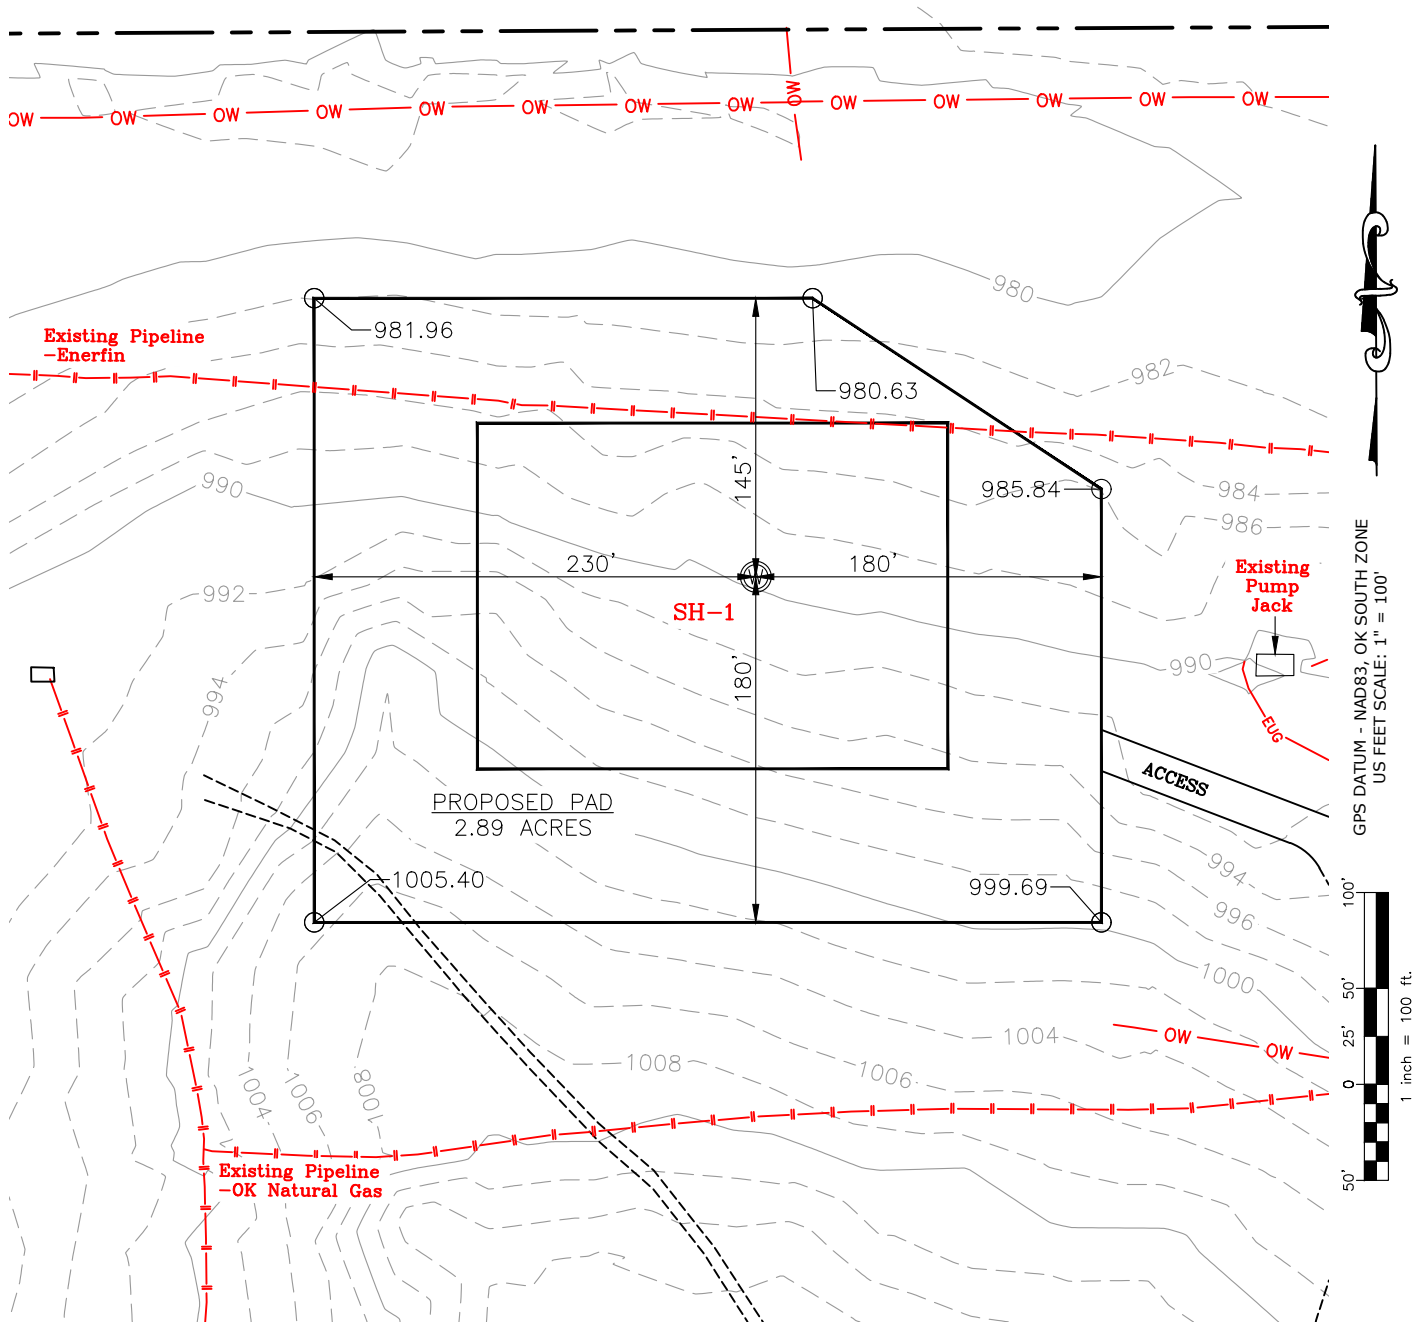 OW OW OW OW OW OW OW OW OW OW OW OW OW
OW
980
Existing Pipeline
-Enerfin
981.96
980.63
982
990
145'
985.84
984
986
230'
180'
W
SH-1
992
180'
Existing
Pump
Jack
990
994
EUG
ACCESS
PROPOSED PAD
2.89 ACRES
1005.40
999.69
994
996
1000
1004
OW OW
1008
1006
1004
1006
1008
Existing Pipeline
-OK Natural Gas
GPS DATUM - NAD83, OK SOUTH ZONE
US FEET SCALE: 1" = 100'
100'
50'
25'
0
50'
1 inch = 100 ft.